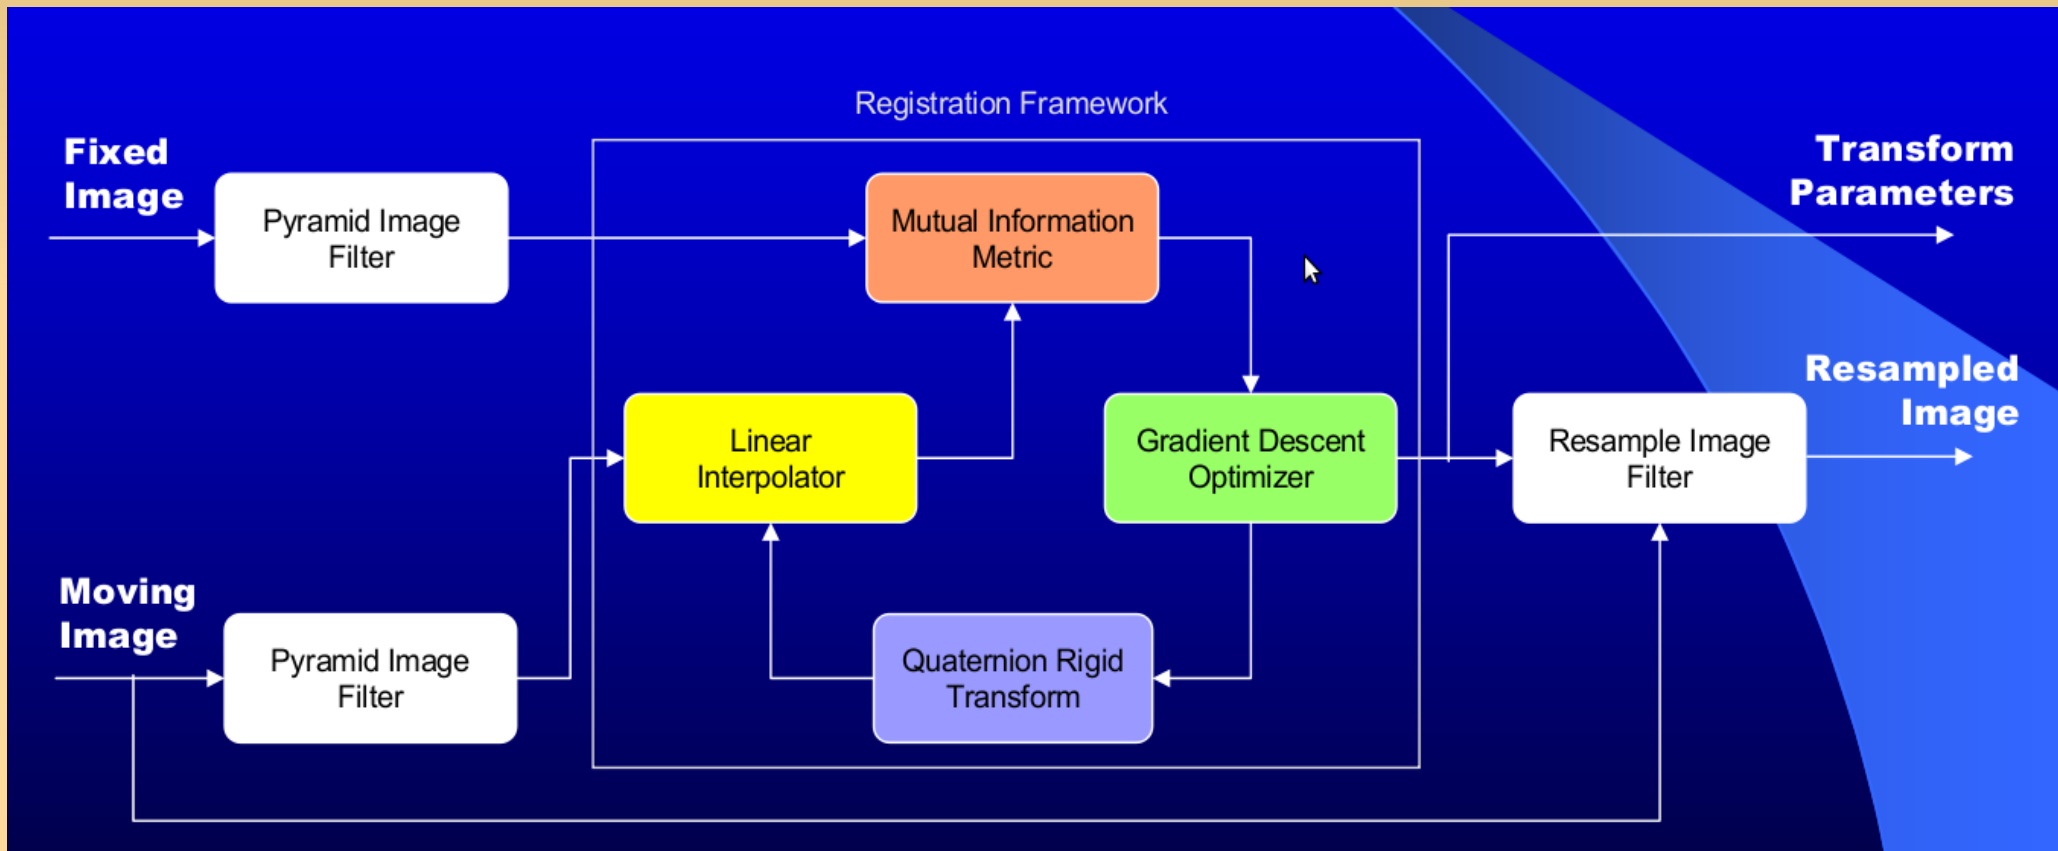 Registration Framework
Fixed
Image
Pyramid Image
Filter
Mutual Information
Metric
Transform
Parameters
Linear
Interpolator
Gradient Descent
Optimizer
Resample Image
Filter
Resampled
Image
Moving
Image
Pyramid Image
Filter
Quaternion Rigid
Transform